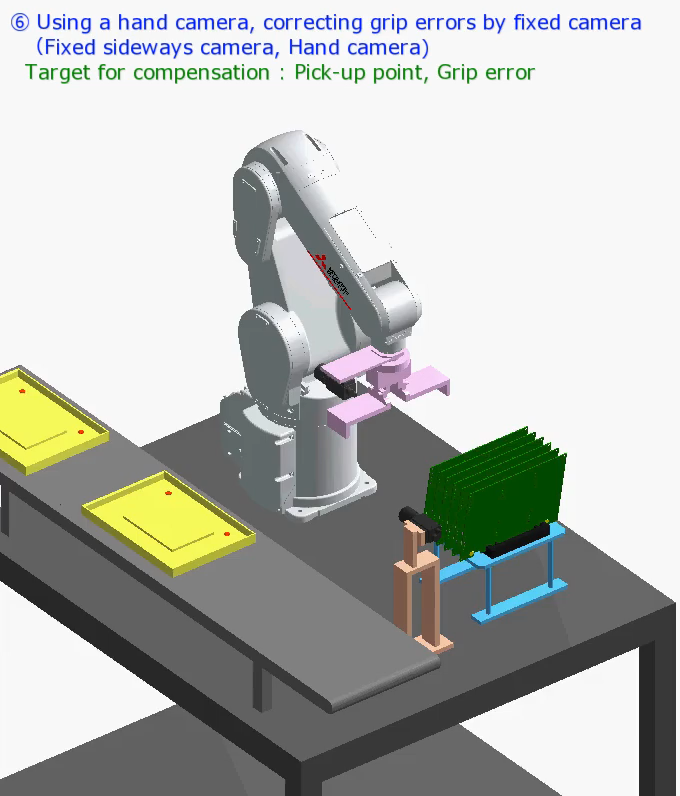 ⑥ Using a hand camera, correcting grip errors by fixed camera
(Fixed sideways camera, Hand camera)
Target for compensation : Pick-up point, Grip error